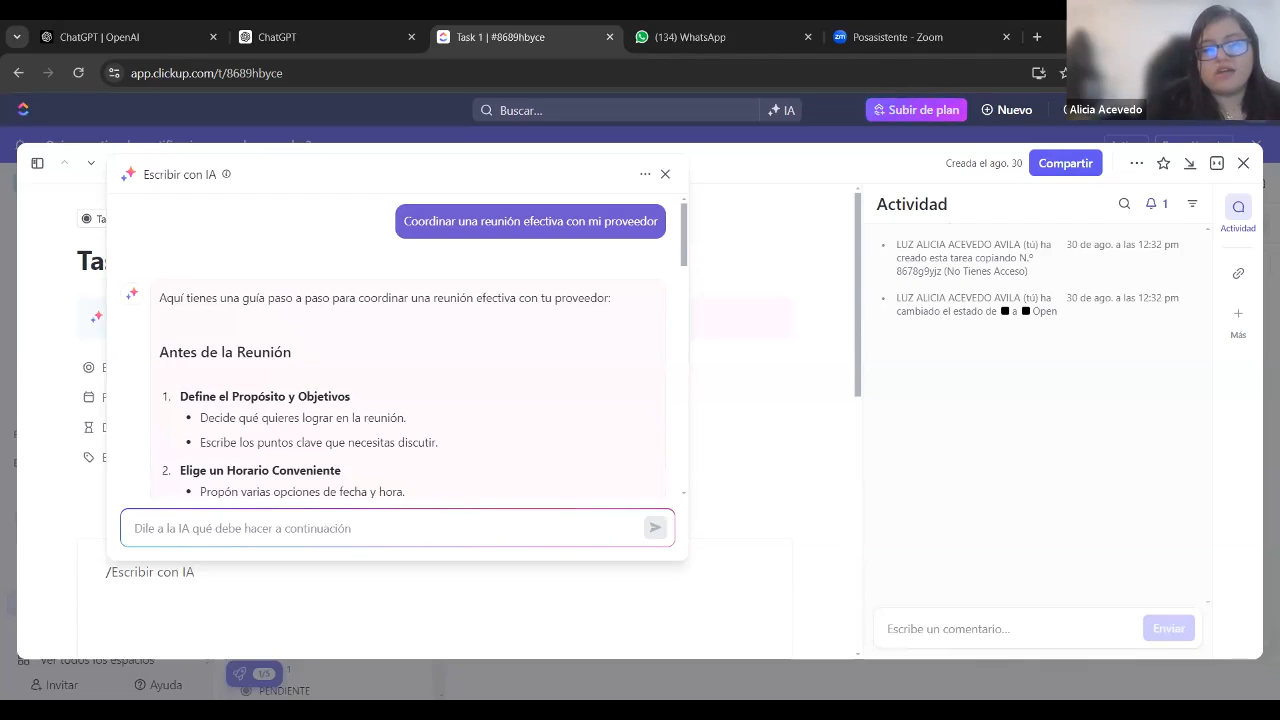 ChatGPT | OpenAI
ChatGPT
Task 1 | #8689hbyce
(134) WhatsApp
zm
Posasistente - Zoom
app.clickup.com/t/8689hbyce
Alicia Acevedo
Buscar...
IA
Subir de plan
Nuevo
Escribir con IA
Creada el ago. 30
Compartir
Coordinar una reunión efectiva con mi proveedor
Aquí tienes una guía paso a paso para coordinar una reunión efectiva con tu proveedor:
Antes de la Reunión
1. Define el Propósito y Objetivos
• Decide qué quieres lograr en la reunión.
• Escribe los puntos clave que necesitas discutir.
2. Elige un Horario Conveniente
• Propón varias opciones de fecha y hora.
Dile a la IA qué debe hacer a continuación
/Escribir con IA
Actividad
1
Actividad
Más
LUZ ALICIA ACEVEDO AVILA (tú) ha
creado esta tarea copiando N.º
8678g9yjz (No Tienes Acceso)
30 de ago. a las 12:32 pm
LUZ ALICIA ACEVEDO AVILA (tú) ha
cambiado el estado de a Open
30 de ago. a las 12:32 pm
Escribe un comentario...
Enviar
Ver todos los espacios
Invitar
Ayuda
1/5
1
PENDIENTE